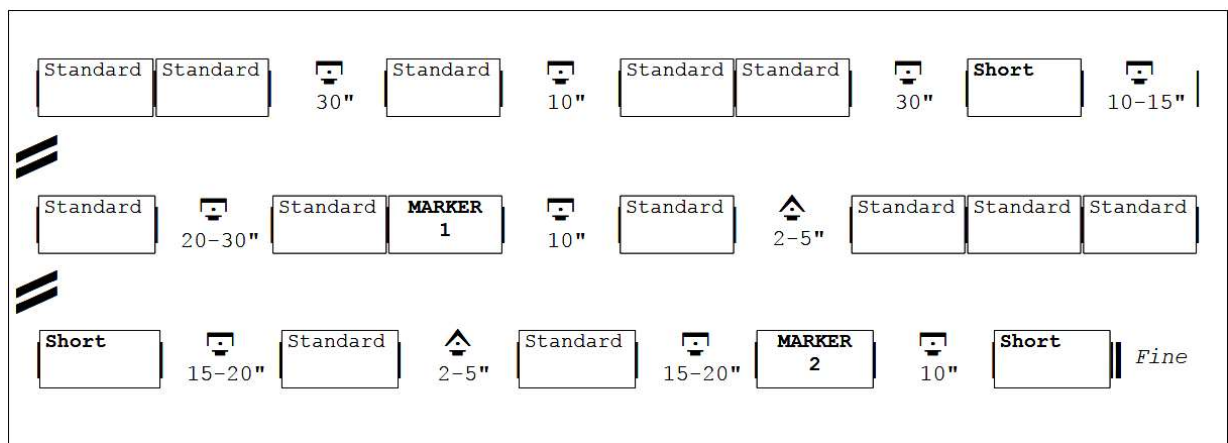 Standard Standard 30" Standard 10" Standard Standard 30" Short 10-15"
Standard 20-30" Standard MARKER 1 10" Standard 2-5" Standard Standard Standard
Short 15-20" Standard 2-5" Standard 15-20" MARKER 2 10" Short Fine